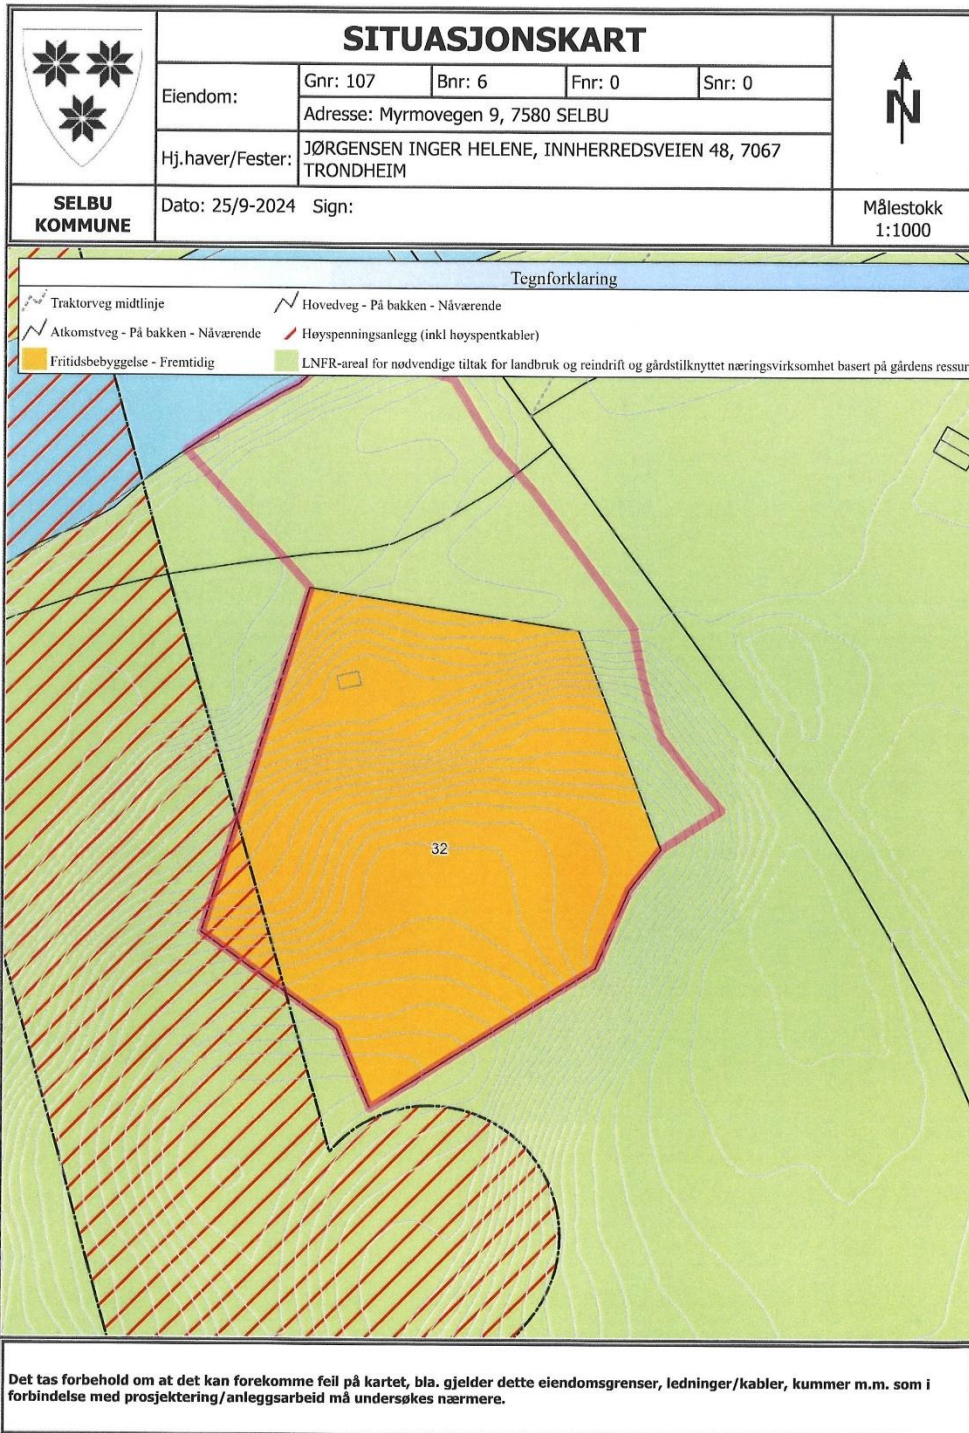 SITUASJONSKART
Eiendom:
Gnr: 107 Bnr: 6 Fnr: 0 Snr: 0
Adresse: Myrmovegen 9, 7580 SELBU
Hj.haver/Fester:
JØRGENSEN INGER HELENE, INNHERREDSVEIEN 48, 7067
TRONDHEIM
N
SELBU
KOMMUNE
Dato: 25/9-2024 Sign:
Målestokk
1:1000
Tegnforklaring
Traktorveg midtlinje
Hovedveg - På bakken - Nåværende
Atkomstveg - På bakken - Nåværende
Høyspenningsanlegg (inkl høyspentkabler)
Fritidsbebyggelse - Fremtidig
LNFR-areal for nødvendige tiltak for landbruk og reindrift og gårdstilknyttet næringsvirksomhet basert på gårdens ressur
32
Det tas forbehold om at det kan forekomme feil på kartet, bla. gjelder dette eiendomsgrenser, ledninger/kabler, kummer m.m. som i
forbindelse med prosjektering/anleggsarbeid må undersøkes nærmere.